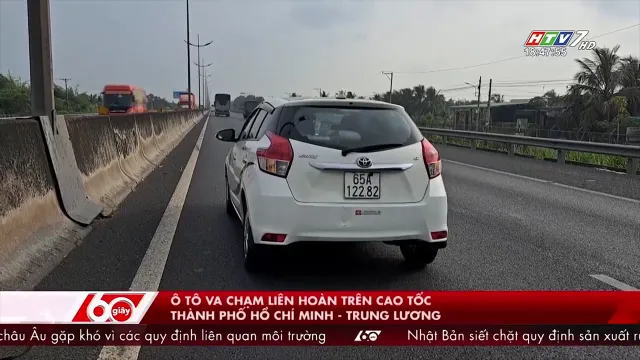 HTV7 HD
18:47:55
65A
122.82
60 giây
Ô TÔ VA CHẠM LIÊN HOÀN TRÊN CAO TỐC
THÀNH PHỐ HỒ CHÍ MINH - TRUNG LƯƠNG
châu Âu gặp khó vì các quy định liên quan môi trường 60 Nhật Bản siết chặt quy định sản xuất n